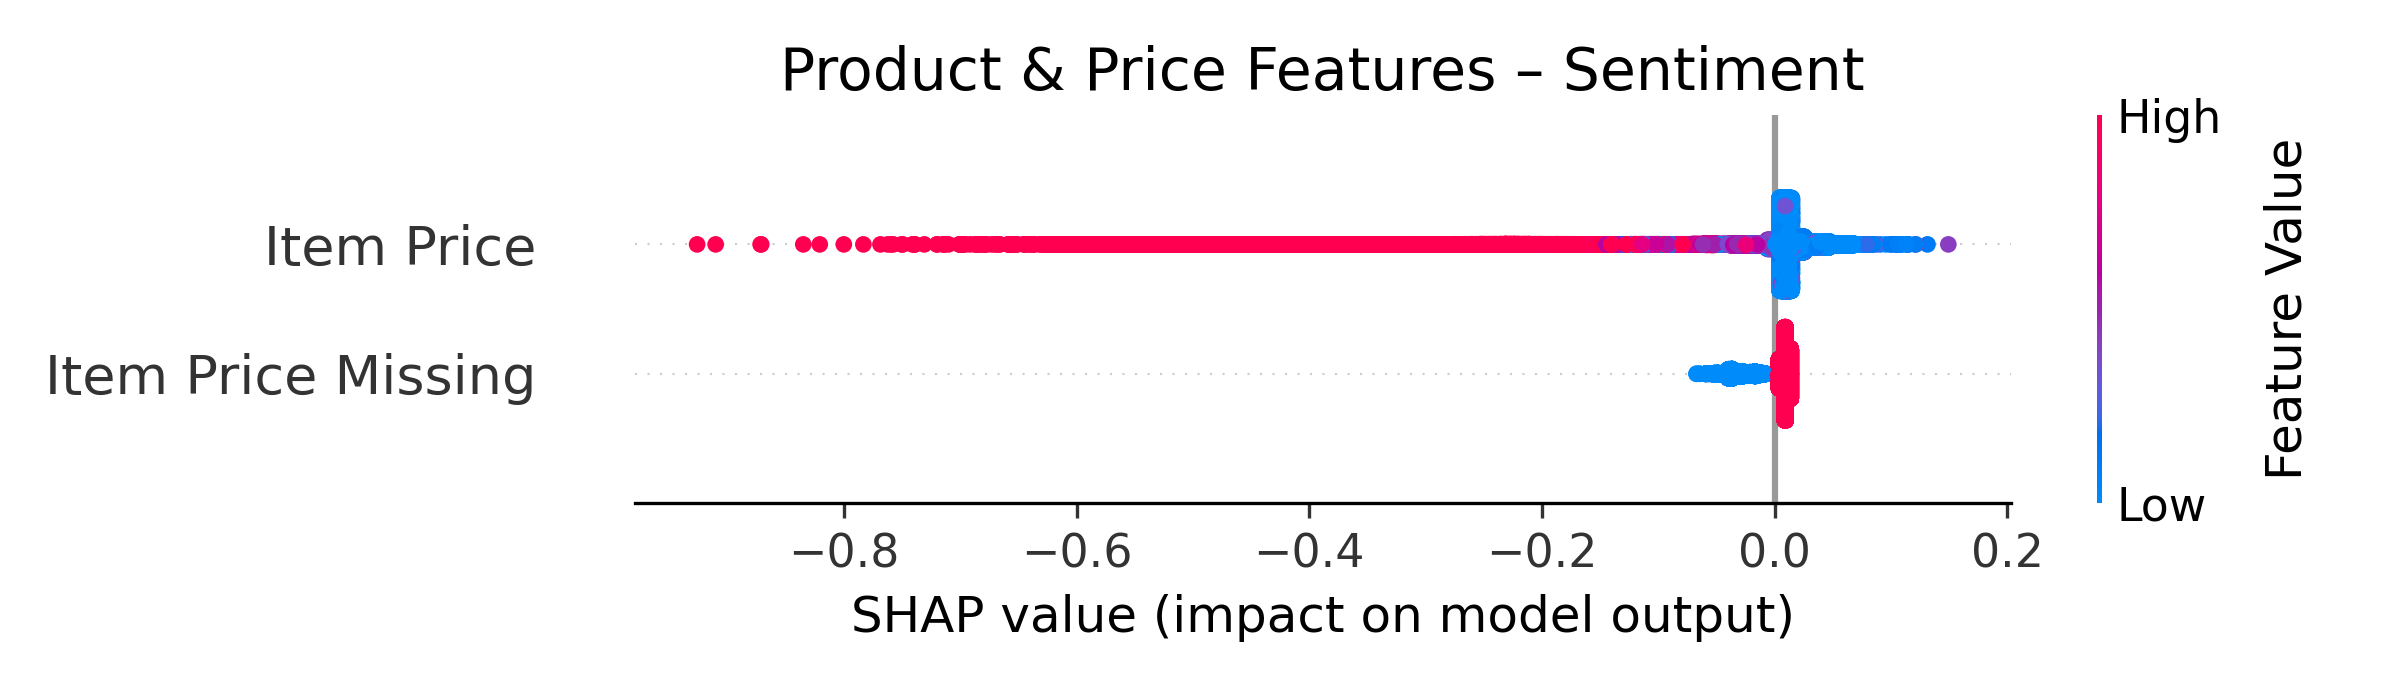 Product & Price Features – Sentiment
High
Item Price
Item Price Missing
Feature Value
Low
−0.8 −0.6 −0.4 −0.2 0.0 0.2
SHAP value (impact on model output)